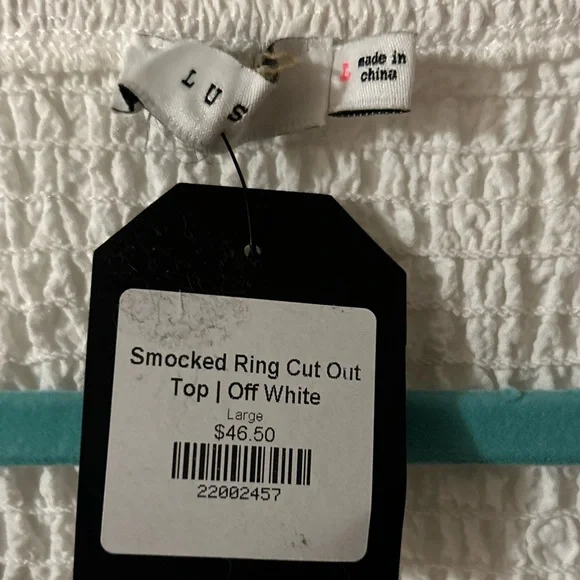 LUS
L made in
china
Smocked Ring Cut Out
Top | Off White
Large
$46.50
22002457